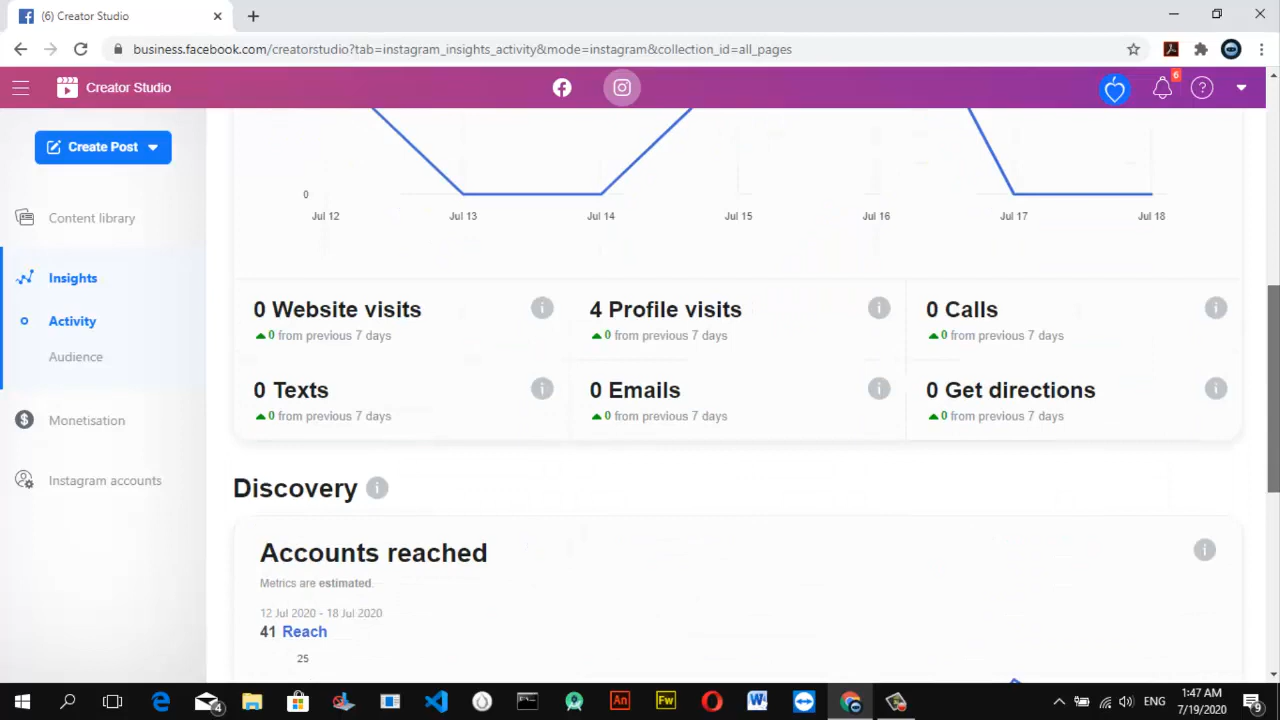 (6) Creator Studio
business.facebook.com/creatorstudio?tab=instagram_insights_activity&mode=instagram&collection_id=all_pages
Creator Studio
6
Create Post
Content library
Insights
Activity
Audience
Monetisation
Instagram accounts
0
Jul 12 Jul 13 Jul 14 Jul 15 Jul 16 Jul 17 Jul 18
0 Website visits 4 Profile visits 0 Calls
0 from previous 7 days 0 from previous 7 days 0 from previous 7 days
0 Texts 0 Emails 0 Get directions
0 from previous 7 days 0 from previous 7 days 0 from previous 7 days
Discovery
Accounts reached
Metrics are estimated.
12 Jul 2020 - 18 Jul 2020
41 Reach
25
4 An Fw W ENG 1:47 AM
7/19/2020 9